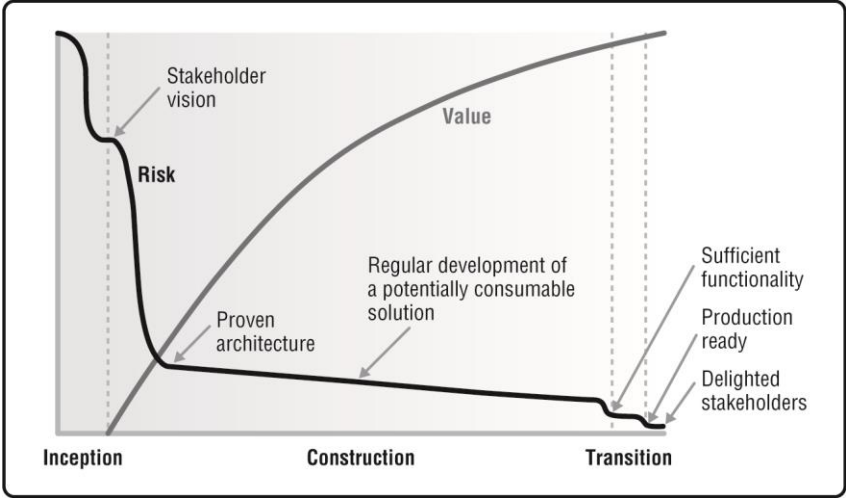 Stakeholder
vision
Value
Risk
Regular development of
a potentially consumable
solution
Sufficient
functionality
Proven
architecture
Production
ready
Delighted
stakeholders
Inception
Construction
Transition